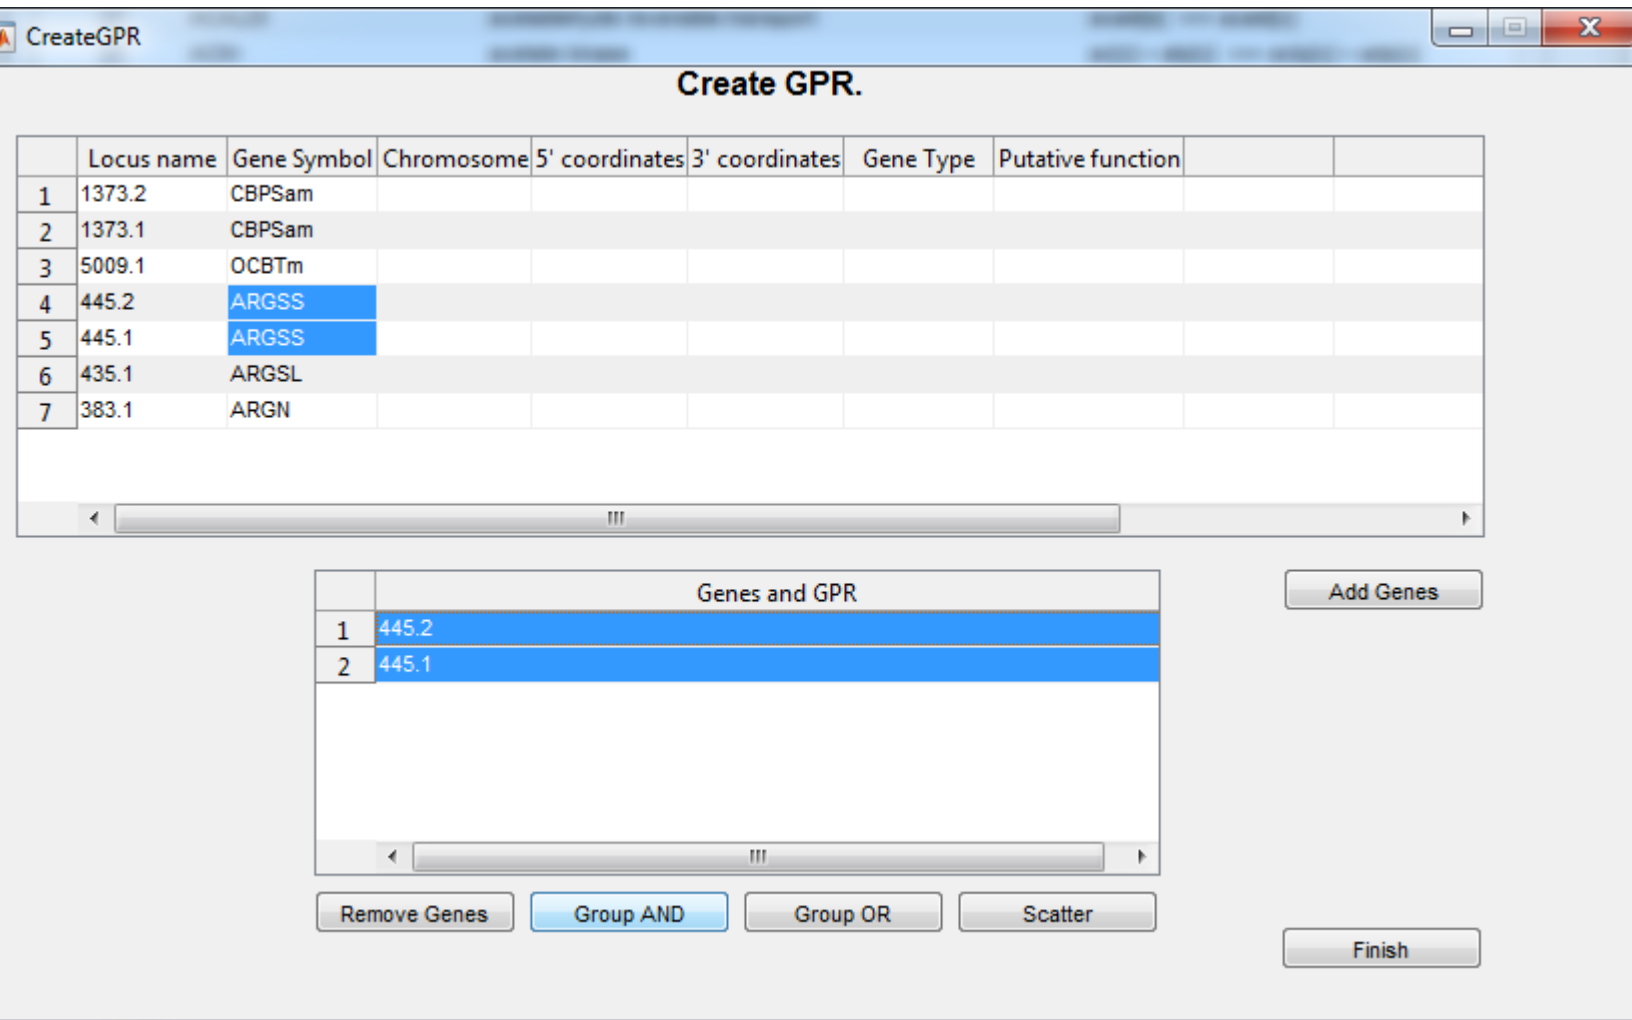 CreateGPR
Create GPR.
Locus name Gene Symbol Chromosome 5' coordinates 3' coordinates Gene Type Putative function
1 1373.2 CBPSam
2 1373.1 CBPSam
3 5009.1 OCBTm
4 445.2 ARGSS
5 445.1 ARGSS
6 435.1 ARGSL
7 383.1 ARGN
Genes and GPR
1 445.2
2 445.1
Add Genes
Remove Genes Group AND Group OR Scatter
Finish